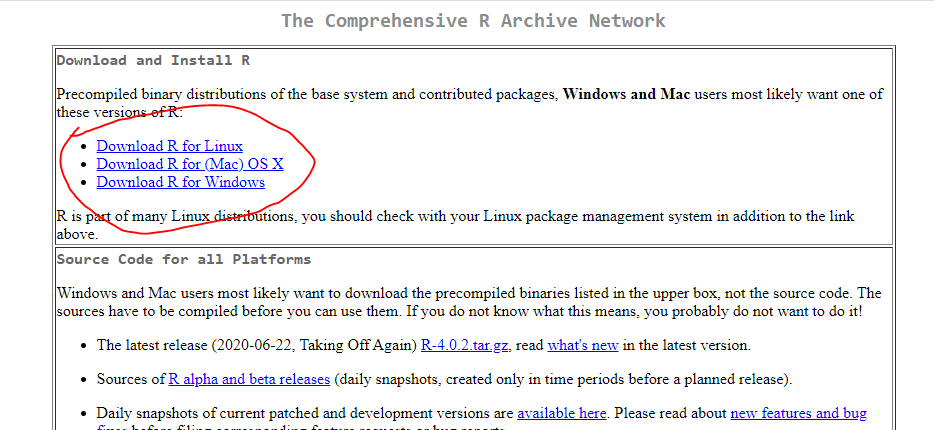 The Comprehensive R Archive Network
Download and Install R
Precompiled binary distributions of the base system and contributed packages, Windows and Mac users most likely want one of
these versions of R:
Download R for Linux
Download R for (Mac) OS X
Download R for Windows
R is part of many Linux distributions, you should check with your Linux package management system in addition to the link
above.
Source Code for all Platforms
Windows and Mac users most likely want to download the precompiled binaries listed in the upper box, not the source code. The
sources have to be compiled before you can use them. If you do not know what this means, you probably do not want to do it!
The latest release (2020-06-22, Taking Off Again) R-4.0.2.tar.gz, read what's new in the latest version.
Sources of R alpha and beta releases (daily snapshots, created only in time periods before a planned release).
Daily snapshots of current patched and development versions are available here. Please read about new features and bug